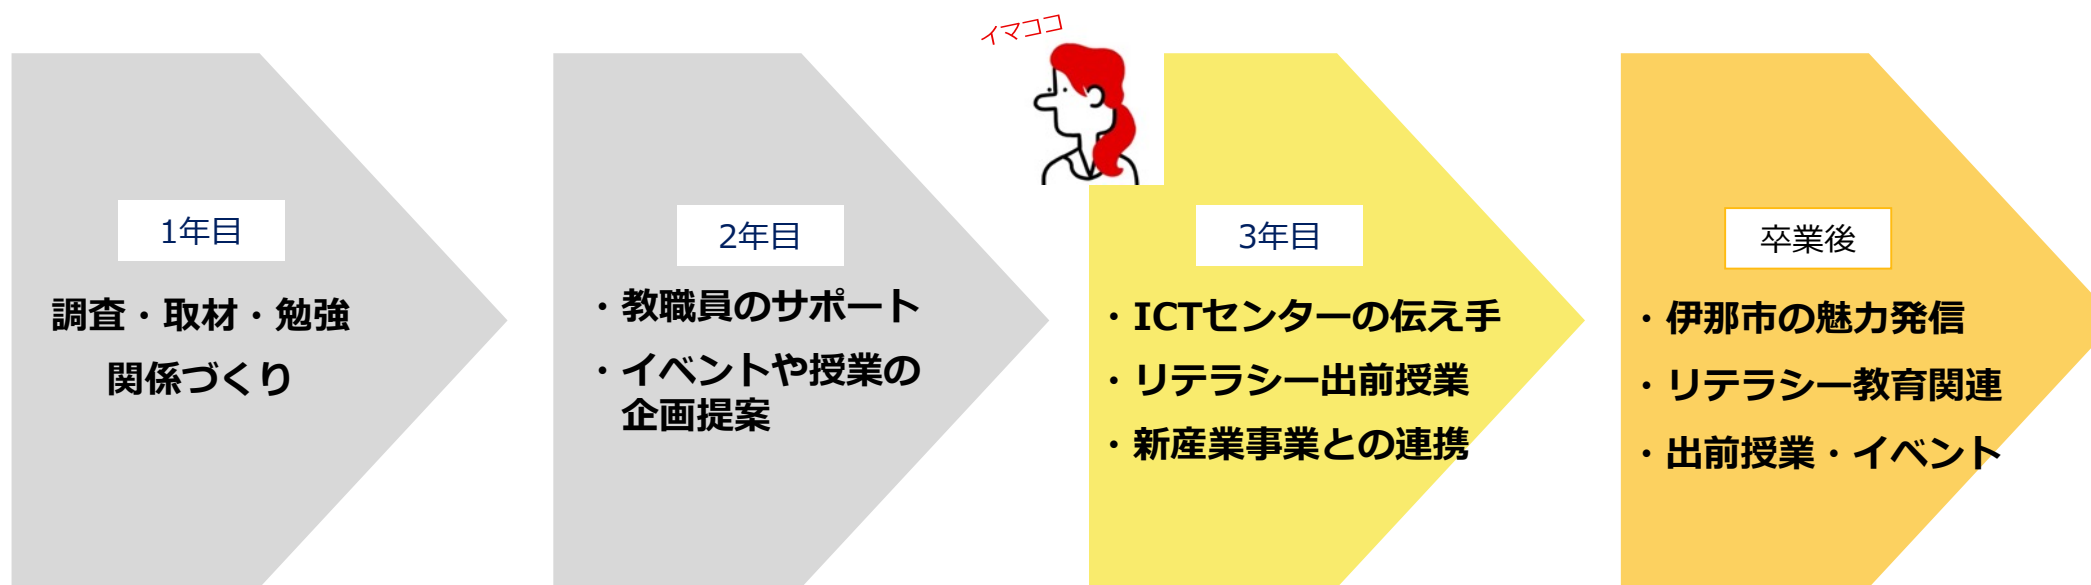 イマココ
1年目
調査・取材・勉強
関係づくり
2年目
・教職員のサポート
・イベントや授業の
企画提案
3年目
・ICTセンターの伝え手
・リテラシー出前授業
・新産業事業との連携
卒業後
・伊那市の魅力発信
・リテラシー教育関連
・出前授業・イベント